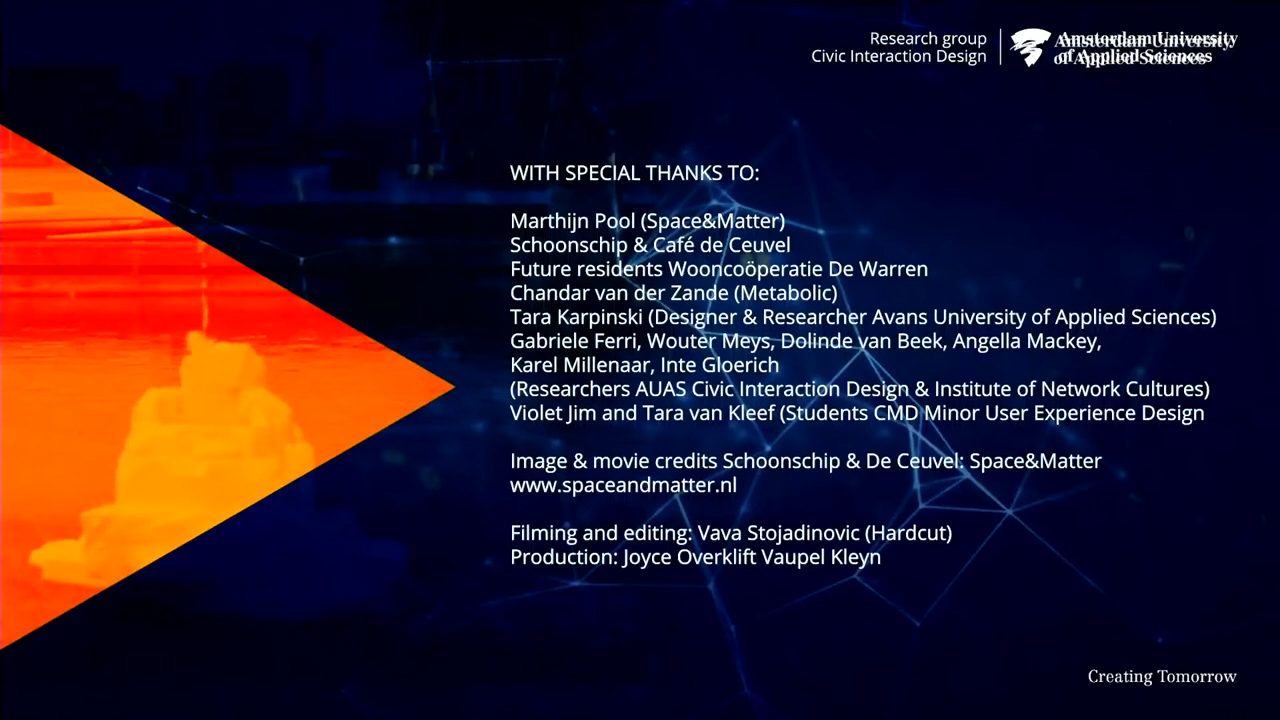 Research group
Civic Interaction Design
Amsterdam University
of Applied Sciences
WITH SPECIAL THANKS TO:
Marthijn Pool (Space&Matter)
Schoonschip & Café de Ceuvel
Future residents Wooncoöperatie De Warren
Chandar van der Zande (Metabolic)
Tara Karpinski (Designer & Researcher Avans University of Applied Sciences)
Gabriele Ferri, Wouter Meys, Dolinde van Beek, Angella Mackey,
Karel Millenaar, Inte Gloerich
(Researchers AUAS Civic Interaction Design & Institute of Network Cultures)
Violet Jim and Tara van Kleef (Students CMD Minor User Experience Design
Image & movie credits Schoonschip & De Ceuvel: Space&Matter
www.spaceandmatter.nl
Filming and editing: Vava Stojadinovic (Hardcut)
Production: Joyce Overklift Vaupel Kleyn
Creating Tomorrow